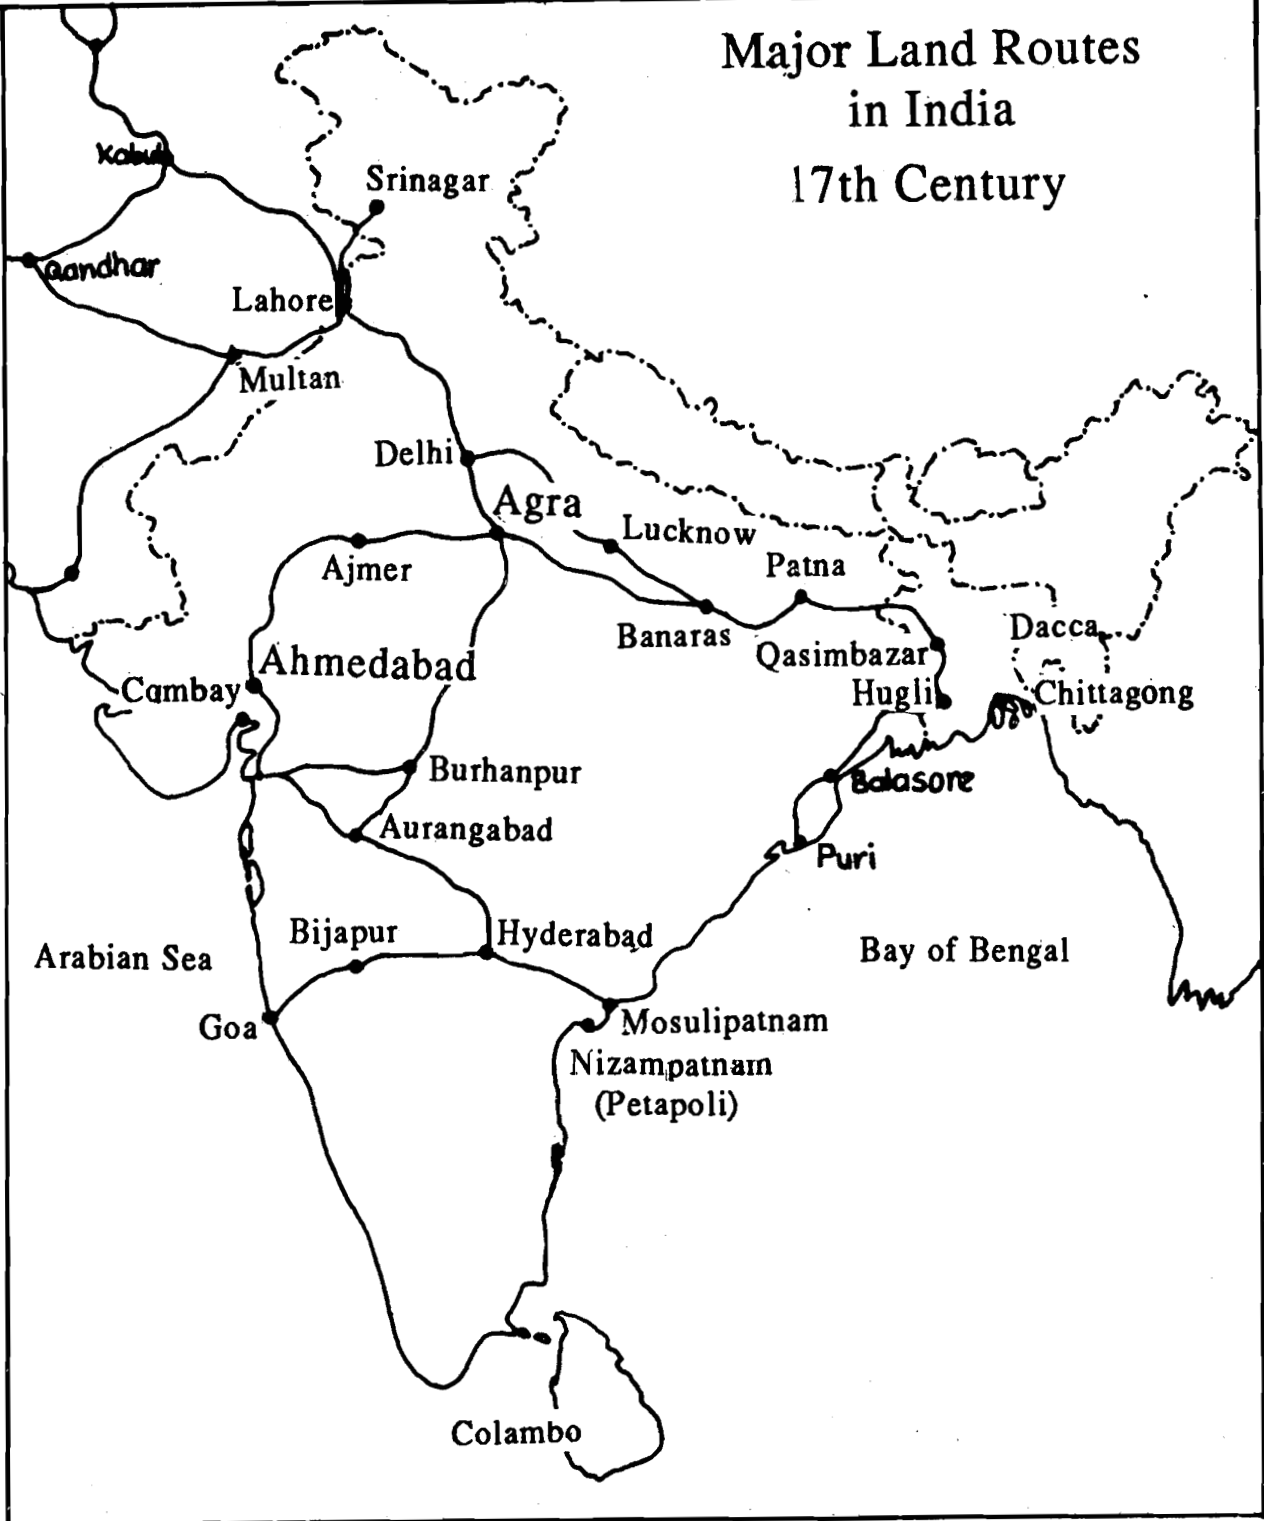 Major Land Routes
in India
17th Century
Kabul
Srinagar
Qandhar
Lahore
Multan
Delhi
Agra
Lucknow
Ajmer
Patna
Banaras
Dacca
Ahmedabad
Qasimbazar
Cambay
Hugli
Chittagong
Burhanpur
Balasore
Aurangabad
Puri
Bijapur
Hyderabad
Arabian Sea
Bay of Bengal
Goa
Mosulipatnam
Nizampatnam
(Petapoli)
Colambo